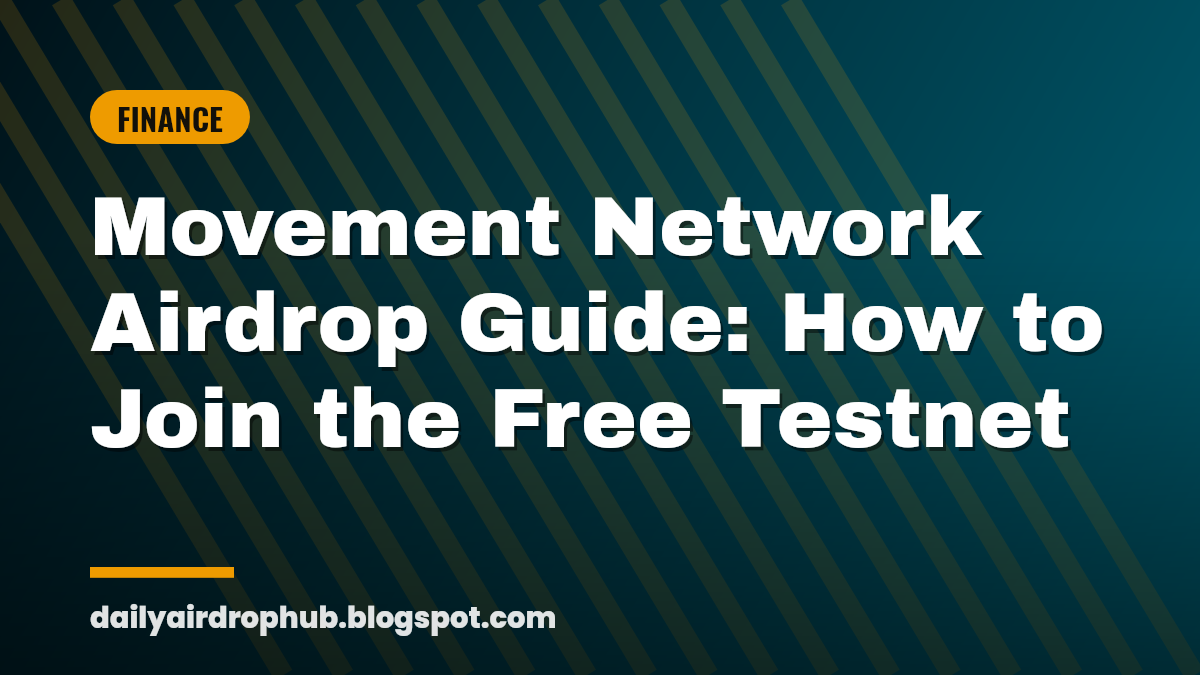 FINANCE
Movement Network
Airdrop Guide: How to
Join the Free Testnet
dailyairdrophub.blogspot.com